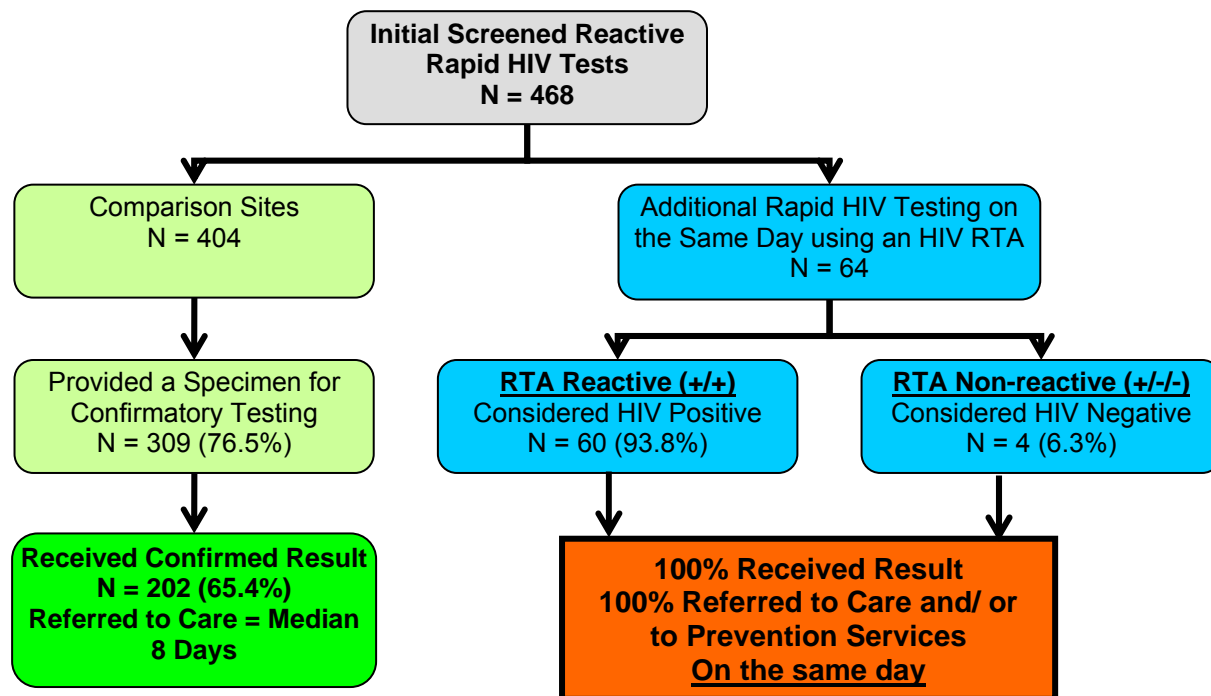 Initial Screened Reactive
Rapid HIV Tests
N = 468
Comparison Sites
N = 404
Additional Rapid HIV Testing on
the Same Day using an HIV RTA
N = 64
Provided a Specimen for
Confirmatory Testing
N = 309 (76.5%)
RTA Reactive (+/+)
Considered HIV Positive
N = 60 (93.8%)
RTA Non-reactive (+/-/-)
Considered HIV Negative
N = 4 (6.3%)
Received Confirmed Result
N = 202 (65.4%)
Referred to Care = Median
8 Days
100% Received Result
100% Referred to Care and/ or
to Prevention Services
On the same day